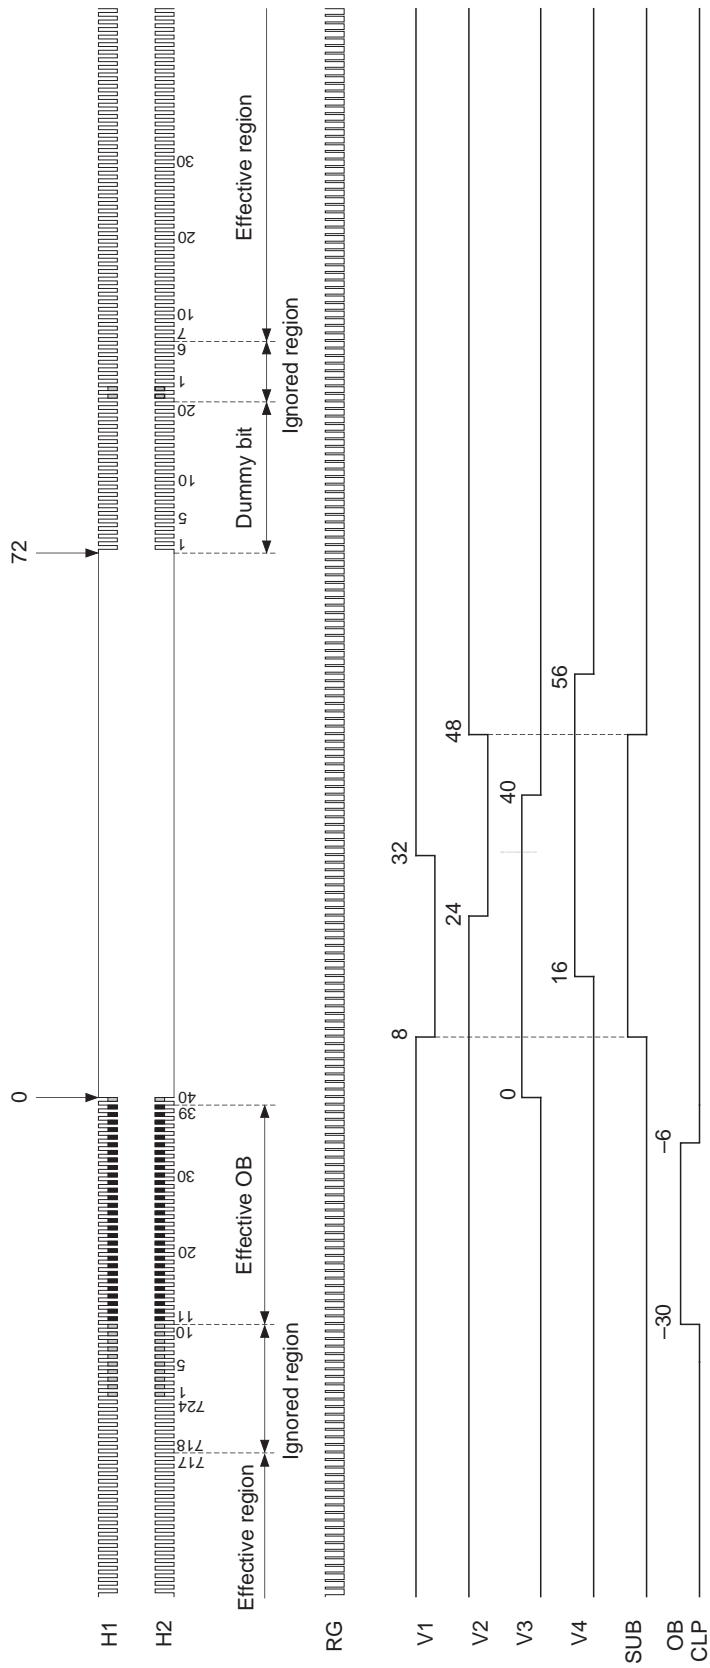 0
72
H1
H2
717
718
724
1
5
10
11
20
30
39
40
1
5
10
20
1
6
7
10
20
30
Effective region
Ignored region
Effective OB
Dummy bit
Ignored region
Effective region
RG
V1
8
32
V2
24
48
V3
0
40
V4
16
56
SUB
OB
CLP
–30
–6